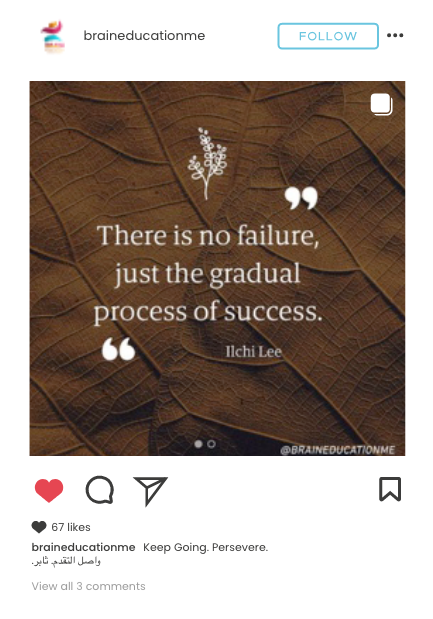 braineducationme
FOLLOW
There is no failure,
just the gradual
process of success.
Ilchi Lee
@BRAINEDUCATIONME
67 likes
braineducationme Keep Going. Persevere.
واصل التقدم. ثابر.
View all 3 comments